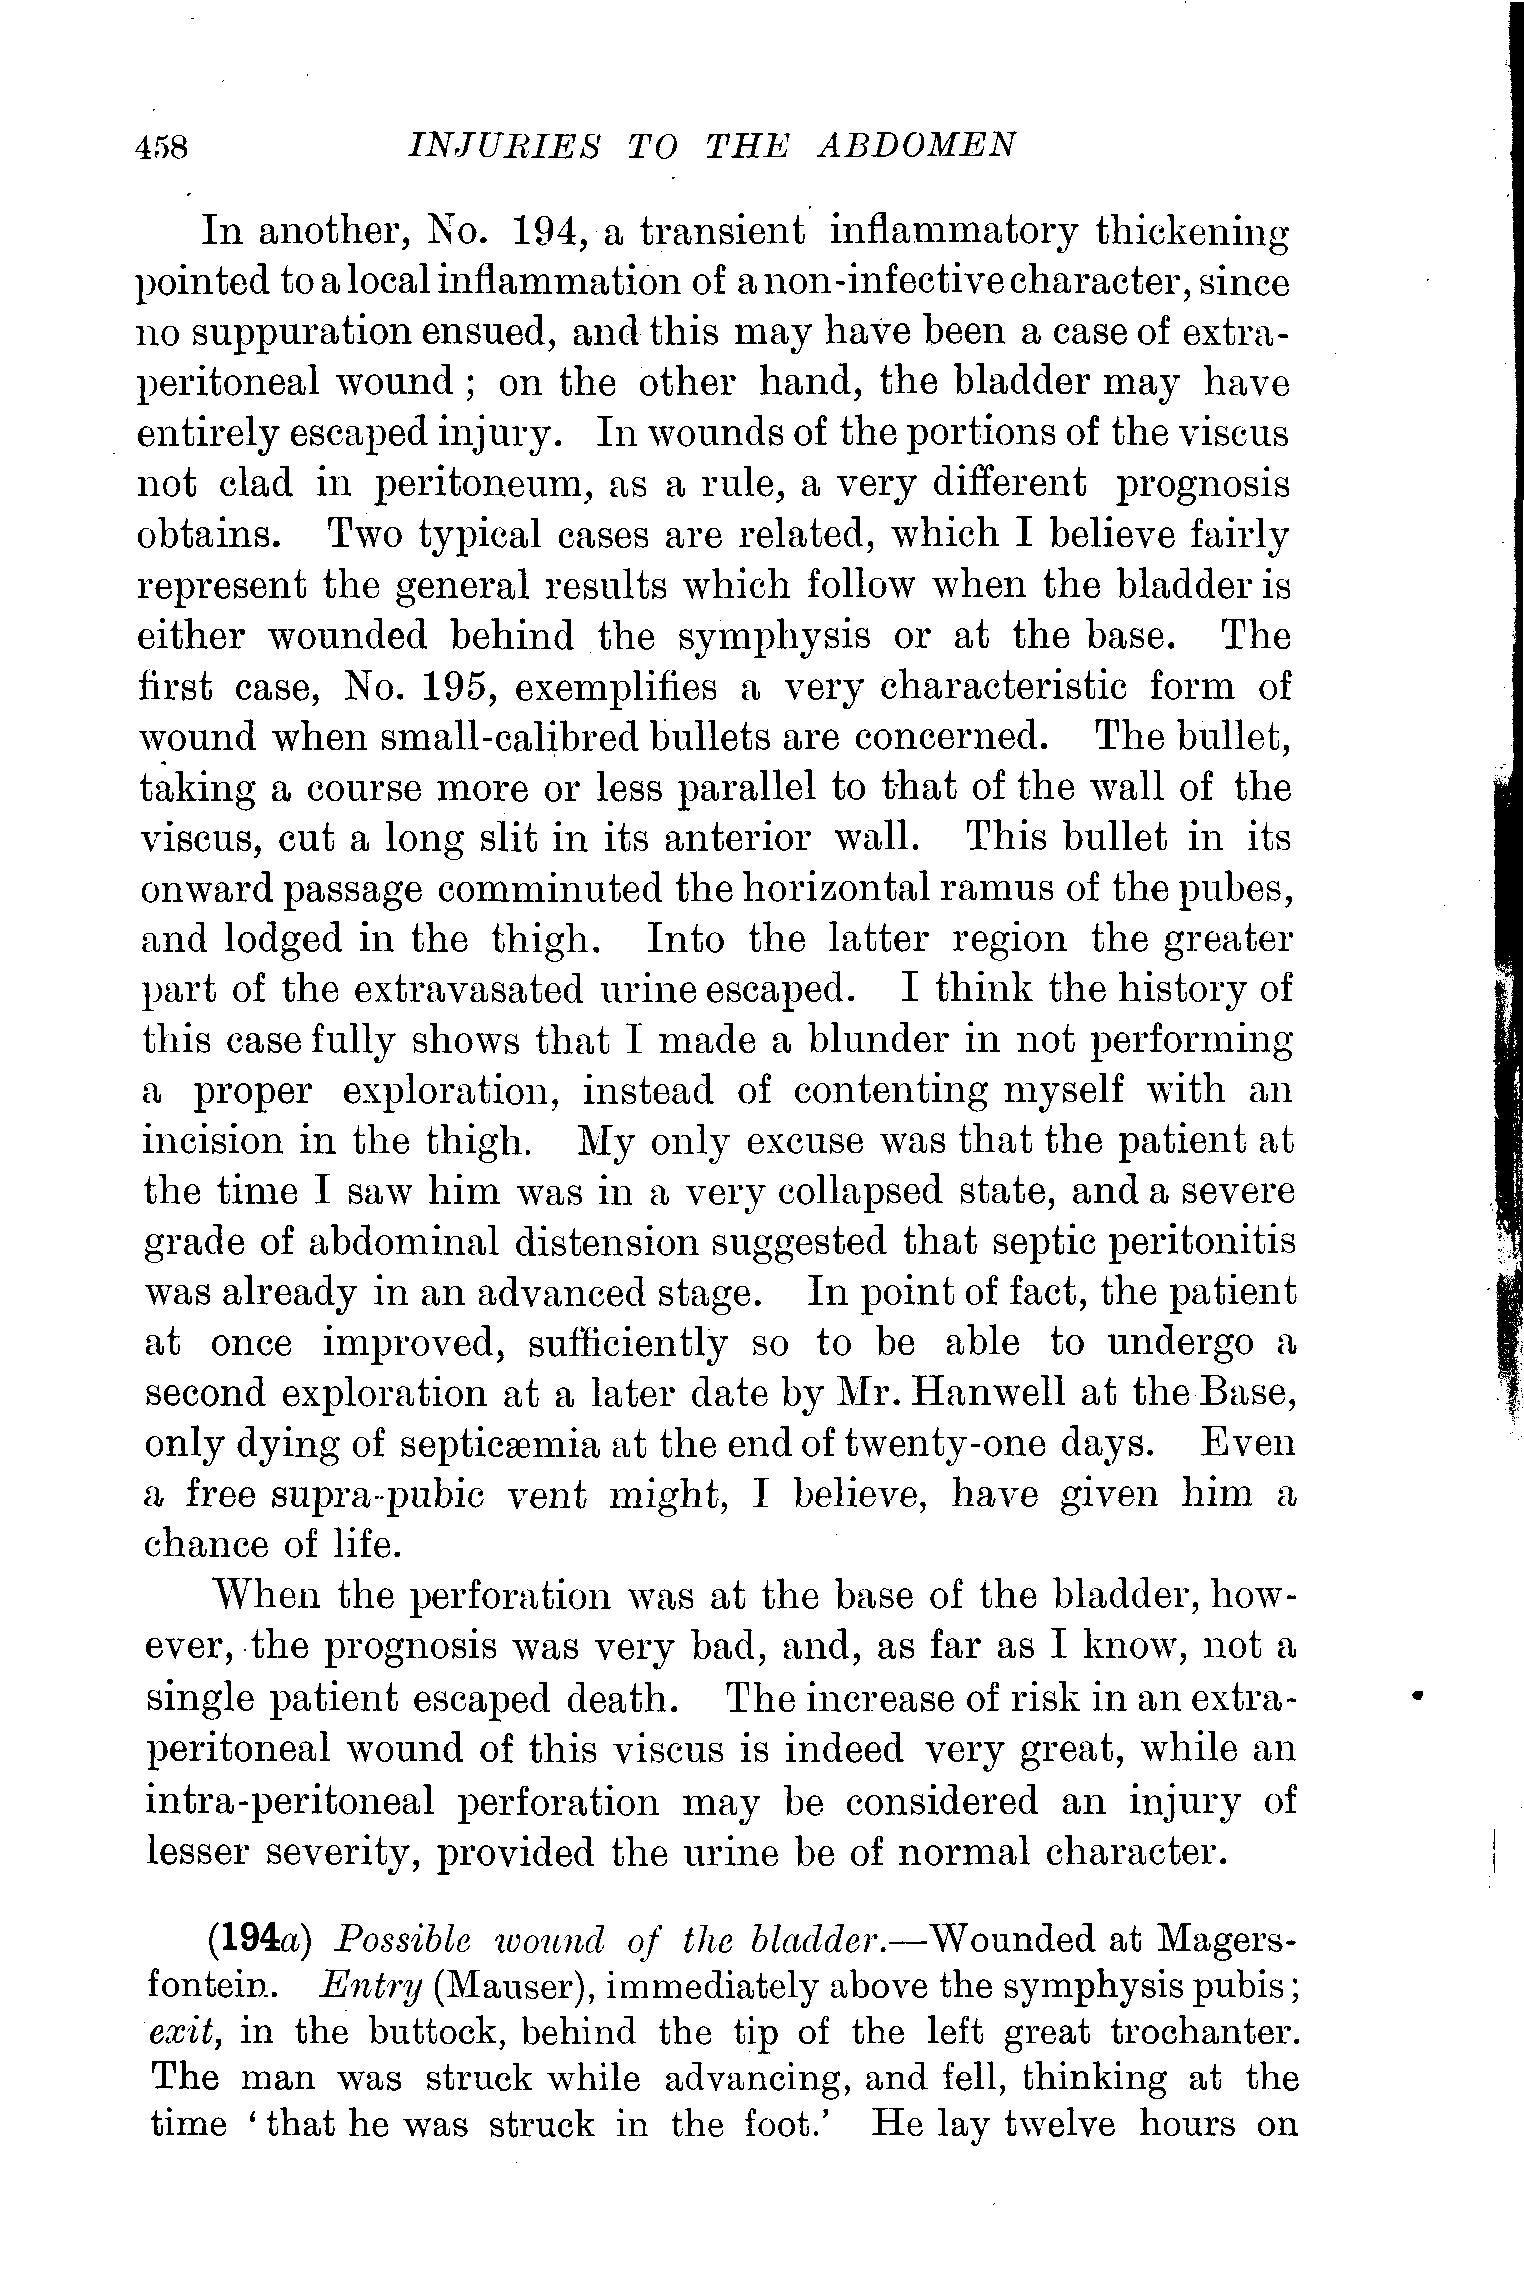 458 INJURIES TO THE ABDOMEN
In another, No. 194, a transient inflammatory thickening
pointed to a local inflammation of a non-infective character, since
no suppuration ensued, and this may have been a case of extra-
peritoneal wound ; on the other hand, the bladder may have
entirely escaped injury. In wounds of the portions of the viscus
not clad in peritoneum, as a rule, a very different prognosis
obtains. Two typical cases are related, which I believe fairly
represent the general results which follow when the bladder is
either wounded behind the symphysis or at the base. The
first case, No. 195, exemplifies a very characteristic form of
wound when small-calibred bullets are concerned. The bullet,
taking a course more or less parallel to that of the wall of the
viscus, cut a long slit in its anterior wall. This bullet in its
onward passage comminuted the horizontal ramus of the pubes,
and lodged in the thigh. Into the latter region the greater
part of the extravasated urine escaped. I think the history of
this case fully shows that I made a blunder in not performing
a proper exploration, instead of contenting myself with an
incision in the thigh. My only excuse was that the patient at
the time I saw him was in a very collapsed state, and a severe
grade of abdominal distension suggested that septic peritonitis
was already in an advanced stage. In point of fact, the patient
at once improved, sufficiently so to be able to undergo a
second exploration at a later date by Mr. Hanwell at the Base,
only dying of septicæmia at the end of twenty-one days. Even
a free supra-pubic vent might, I believe, have given him a
chance of life.
When the perforation was at the base of the bladder, how-
ever, the prognosis was very bad, and, as far as I know, not a
single patient escaped death. The increase of risk in an extra-
peritoneal wound of this viscus is indeed very great, while an
intra-peritoneal perforation may be considered an injury of
lesser severity, provided the urine be of normal character.
(194a) Possible wound of the bladder.—Wounded at Magers-
fontein. Entry (Mauser), immediately above the symphysis pubis;
exit, in the buttock, behind the tip of the left great trochanter.
The man was struck while advancing, and fell, thinking at the
time ‘ that he was struck in the foot.’ He lay twelve hours on